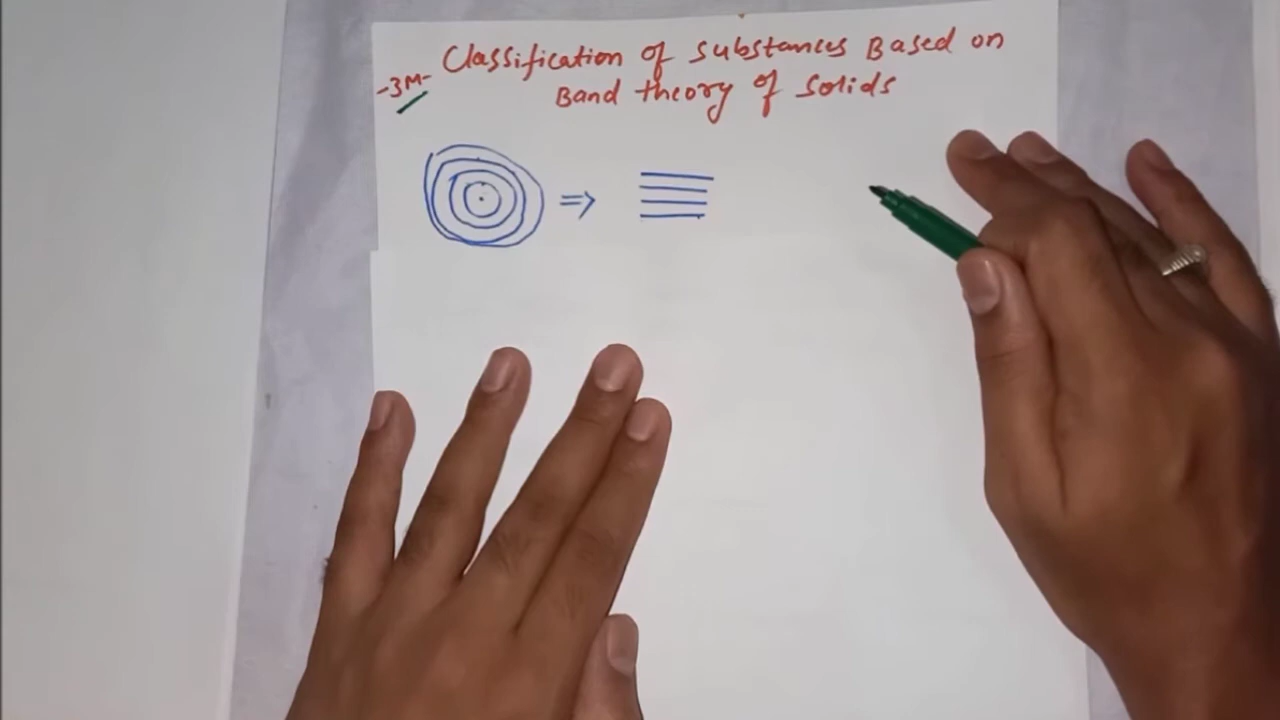 Classification of substances Based on
-3M-
Band theory of solids